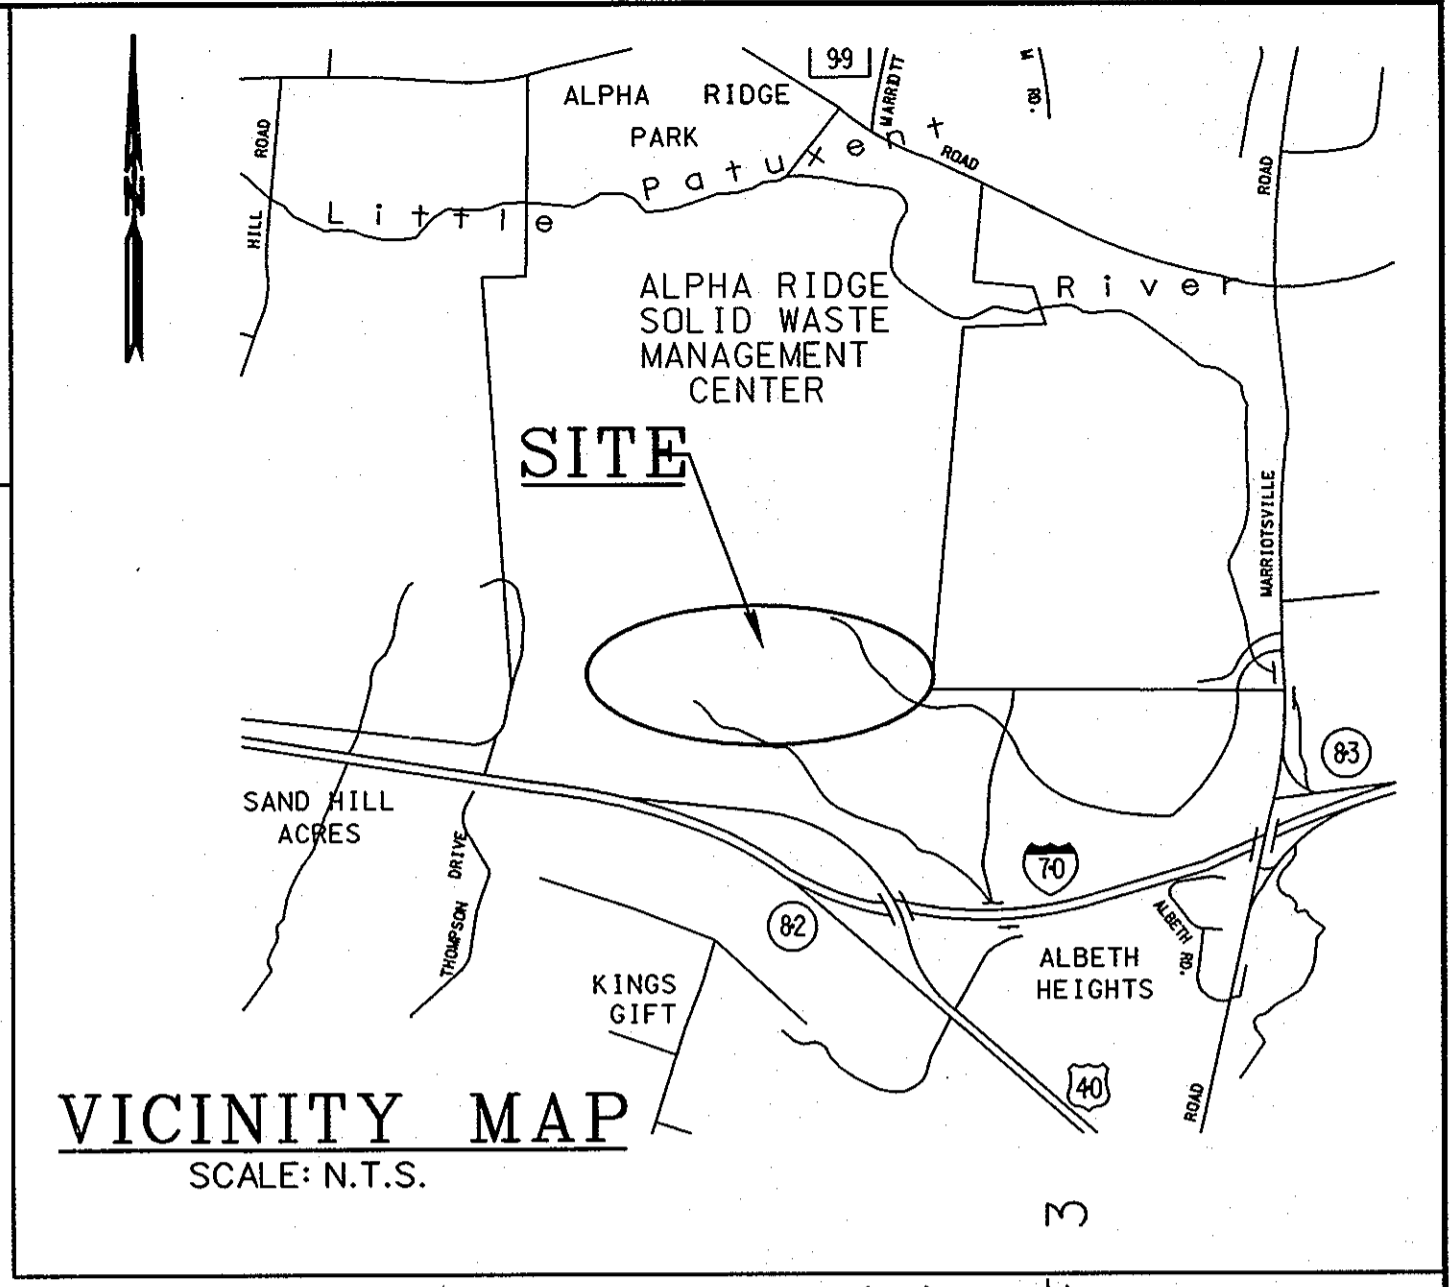 99
MARRIOTT
RD.
ALPHA RIDGE
PARK
ROAD
ROAD
ROAD
HILL
Little Patuxent River
N
ALPHA RIDGE
SOLID WASTE
MANAGEMENT
CENTER
SITE
MARRIOTSVILLE
83
SAND HILL
ACRES
THOMPSON DRIVE
70
82
ALBETH RD.
ALBETH
HEIGHTS
KINGS
GIFT
40
ROAD
VICINITY MAP
SCALE: N.T.S.
3